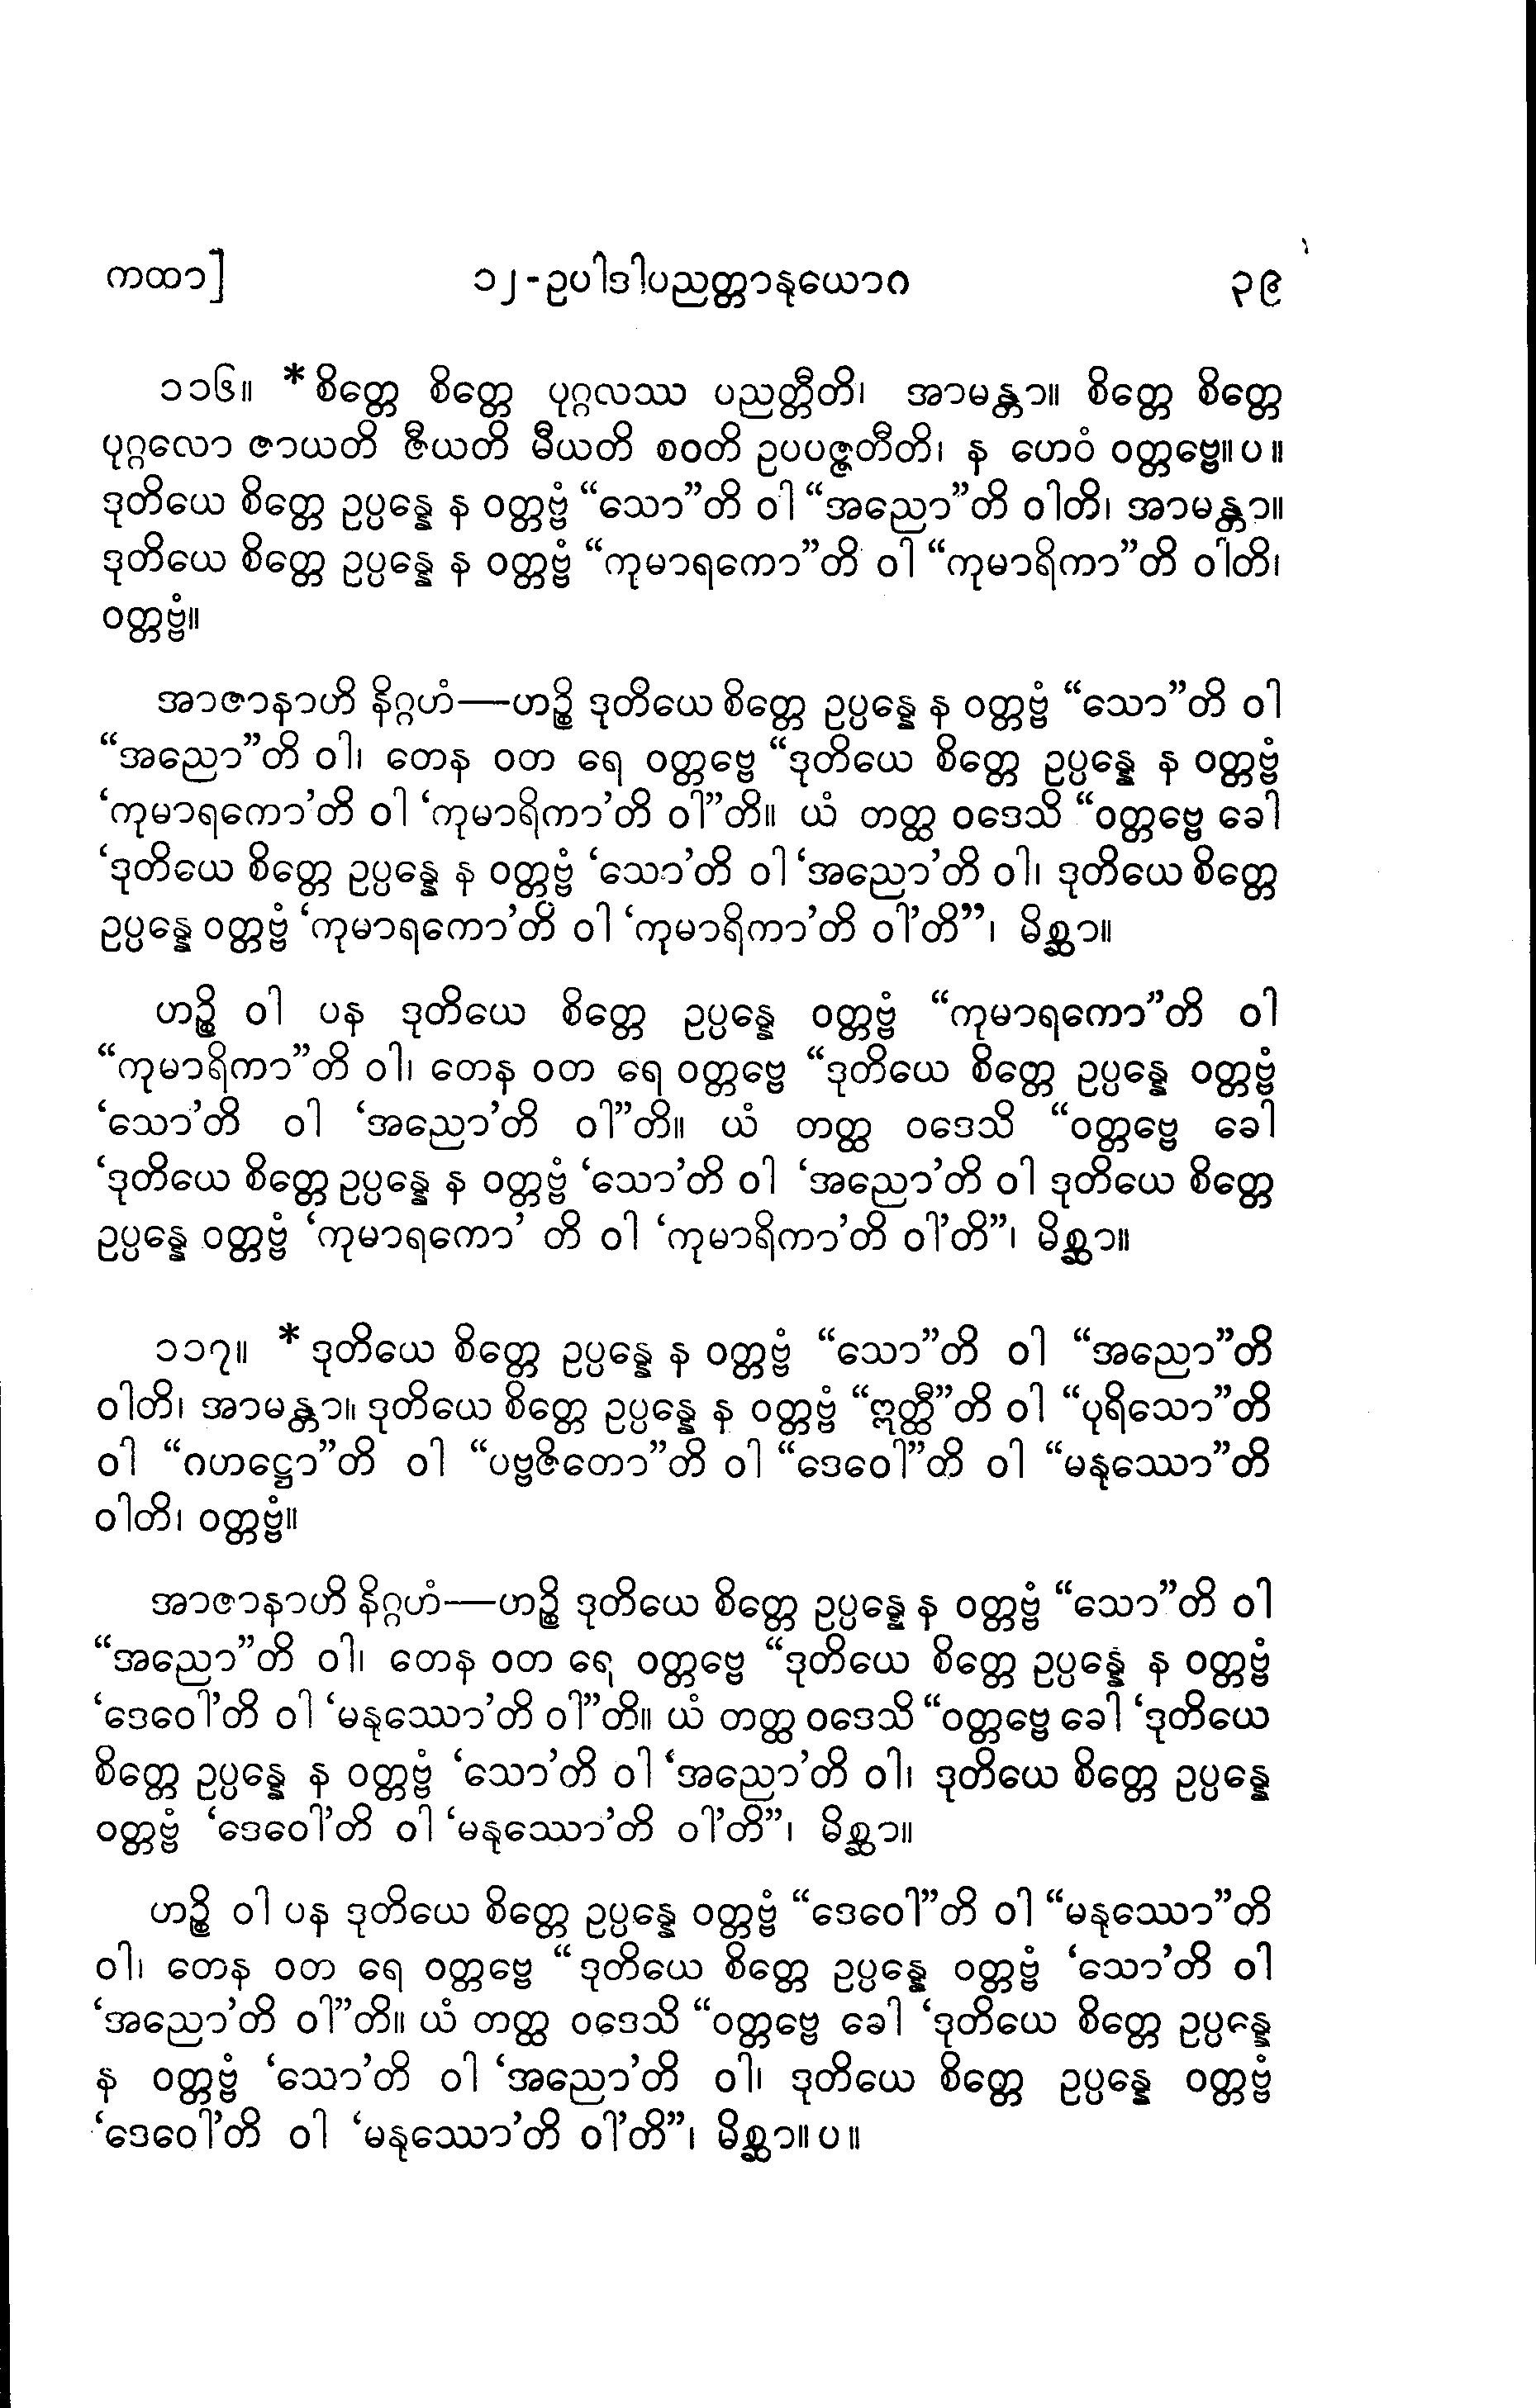 ကထာ] ၁၂-ဥပါဒါပညတ္တာနုယောဂ ၃၉
၁၁၆။ *စိတ္တေ စိတ္တေ ပုဂ္ဂလဿ ပညတ္တီတိ၊ အာမန္တာ။ စိတ္တေ စိတ္တေ
ပုဂ္ဂလော ဇာယတိ ဇီယတိ မီယတိ စဝတိ ဥပပဇ္ဇတီတိ၊ န ဟေဝံ ဝတ္တဗ္ဗေ။ပ။
ဒုတိယေ စိတ္တေ ဥပ္ပန္နေ န ဝတ္တဗ္ဗံ “သော”တိ ဝါ “အညော”တိ ဝါတိ၊ အာမန္တာ။
ဒုတိယေ စိတ္တေ ဥပ္ပန္နေ န ဝတ္တဗ္ဗံ “ကုမာရကော”တိ ဝါ “ကုမာရိကာ”တိ ဝါတိ၊
ဝတ္တဗ္ဗံ။
အာဇာနာဟိ နိဂ္ဂဟံ—ဟဉ္စိ ဒုတိယေ စိတ္တေ ဥပ္ပန္နေ န ဝတ္တဗ္ဗံ “သော”တိ ဝါ
“အညော”တိ ဝါ၊ တေန ဝတ ရေ ဝတ္တဗ္ဗေ “ဒုတိယေ စိတ္တေ ဥပ္ပန္နေ န ဝတ္တဗ္ဗံ
‘ကုမာရကော’တိ ဝါ ‘ကုမာရိကာ’တိ ဝါ”တိ။ ယံ တတ္ထ ဝဒေသိ “ဝတ္တဗ္ဗေ ခေါ
‘ဒုတိယေ စိတ္တေ ဥပ္ပန္နေ န ဝတ္တဗ္ဗံ ‘သော’တိ ဝါ ‘အညော’တိ ဝါ၊ ဒုတိယေ စိတ္တေ
ဥပ္ပန္နေ ဝတ္တဗ္ဗံ ‘ကုမာရကော’တိ ဝါ ‘ကုမာရိကာ’တိ ဝါ’တိ”၊ မိစ္ဆာ။
ဟဉ္စိ ဝါ ပန ဒုတိယေ စိတ္တေ ဥပ္ပန္နေ ဝတ္တဗ္ဗံ “ကုမာရကော”တိ ဝါ
“ကုမာရိကာ”တိ ဝါ၊ တေန ဝတ ရေ ဝတ္တဗ္ဗေ “ဒုတိယေ စိတ္တေ ဥပ္ပန္နေ ဝတ္တဗ္ဗံ
‘သော’တိ ဝါ ‘အညော’တိ ဝါ”တိ။ ယံ တတ္ထ ဝဒေသိ “ဝတ္တဗ္ဗေ ခေါ
‘ဒုတိယေ စိတ္တေ ဥပ္ပန္နေ န ဝတ္တဗ္ဗံ ‘သော’တိ ဝါ ‘အညော’တိ ဝါ ဒုတိယေ စိတ္တေ
ဥပ္ပန္နေ ဝတ္တဗ္ဗံ ‘ကုမာရကော’ တိ ဝါ ‘ကုမာရိကာ’တိ ဝါ’တိ”၊ မိစ္ဆာ။
၁၁၇။ *ဒုတိယေ စိတ္တေ ဥပ္ပန္နေ န ဝတ္တဗ္ဗံ “သော”တိ ဝါ “အညော”တိ
ဝါတိ၊ အာမန္တာ။ ဒုတိယေ စိတ္တေ ဥပ္ပန္နေ န ဝတ္တဗ္ဗံ “ဣတ္ထီ”တိ ဝါ “ပုရိသော”တိ
ဝါ “ဂဟဋ္ဌော”တိ ဝါ “ပဗ္ဗဇိတော”တိ ဝါ “ဒေဝေါ”တိ ဝါ “မနုဿော”တိ
ဝါတိ၊ ဝတ္တဗ္ဗံ။
အာဇာနာဟိ နိဂ္ဂဟံ—ဟဉ္စိ ဒုတိယေ စိတ္တေ ဥပ္ပန္နေ န ဝတ္တဗ္ဗံ “သော”တိ ဝါ
“အညော”တိ ဝါ၊ တေန ဝတ ရေ ဝတ္တဗ္ဗေ “ဒုတိယေ စိတ္တေ ဥပ္ပန္နေ န ဝတ္တဗ္ဗံ
‘ဒေဝေါ’တိ ဝါ ‘မနုဿော’တိ ဝါ”တိ။ ယံ တတ္ထ ဝဒေသိ “ဝတ္တဗ္ဗေ ခေါ ‘ဒုတိယေ
စိတ္တေ ဥပ္ပန္နေ န ဝတ္တဗ္ဗံ ‘သော’တိ ဝါ ‘အညော’တိ ဝါ၊ ဒုတိယေ စိတ္တေ ဥပ္ပန္နေ
ဝတ္တဗ္ဗံ ‘ဒေဝေါ’တိ ဝါ ‘မနုဿော’တိ ဝါ’တိ”၊ မိစ္ဆာ။
ဟဉ္စိ ဝါ ပန ဒုတိယေ စိတ္တေ ဥပ္ပန္နေ ဝတ္တဗ္ဗံ “ဒေဝေါ”တိ ဝါ “မနုဿော”တိ
ဝါ၊ တေန ဝတ ရေ ဝတ္တဗ္ဗေ “ဒုတိယေ စိတ္တေ ဥပ္ပန္နေ ဝတ္တဗ္ဗံ ‘သော’တိ ဝါ
‘အညော’တိ ဝါ”တိ။ ယံ တတ္ထ ဝဒေသိ “ဝတ္တဗ္ဗေ ခေါ ‘ဒုတိယေ စိတ္တေ ဥပ္ပန္နေ
န ဝတ္တဗ္ဗံ ‘သော’တိ ဝါ ‘အညော’တိ ဝါ၊ ဒုတိယေ စိတ္တေ ဥပ္ပန္နေ ဝတ္တဗ္ဗံ
‘ဒေဝေါ’တိ ဝါ ‘မနုဿော’တိ ဝါ’တိ”၊ မိစ္ဆာ။ပ။